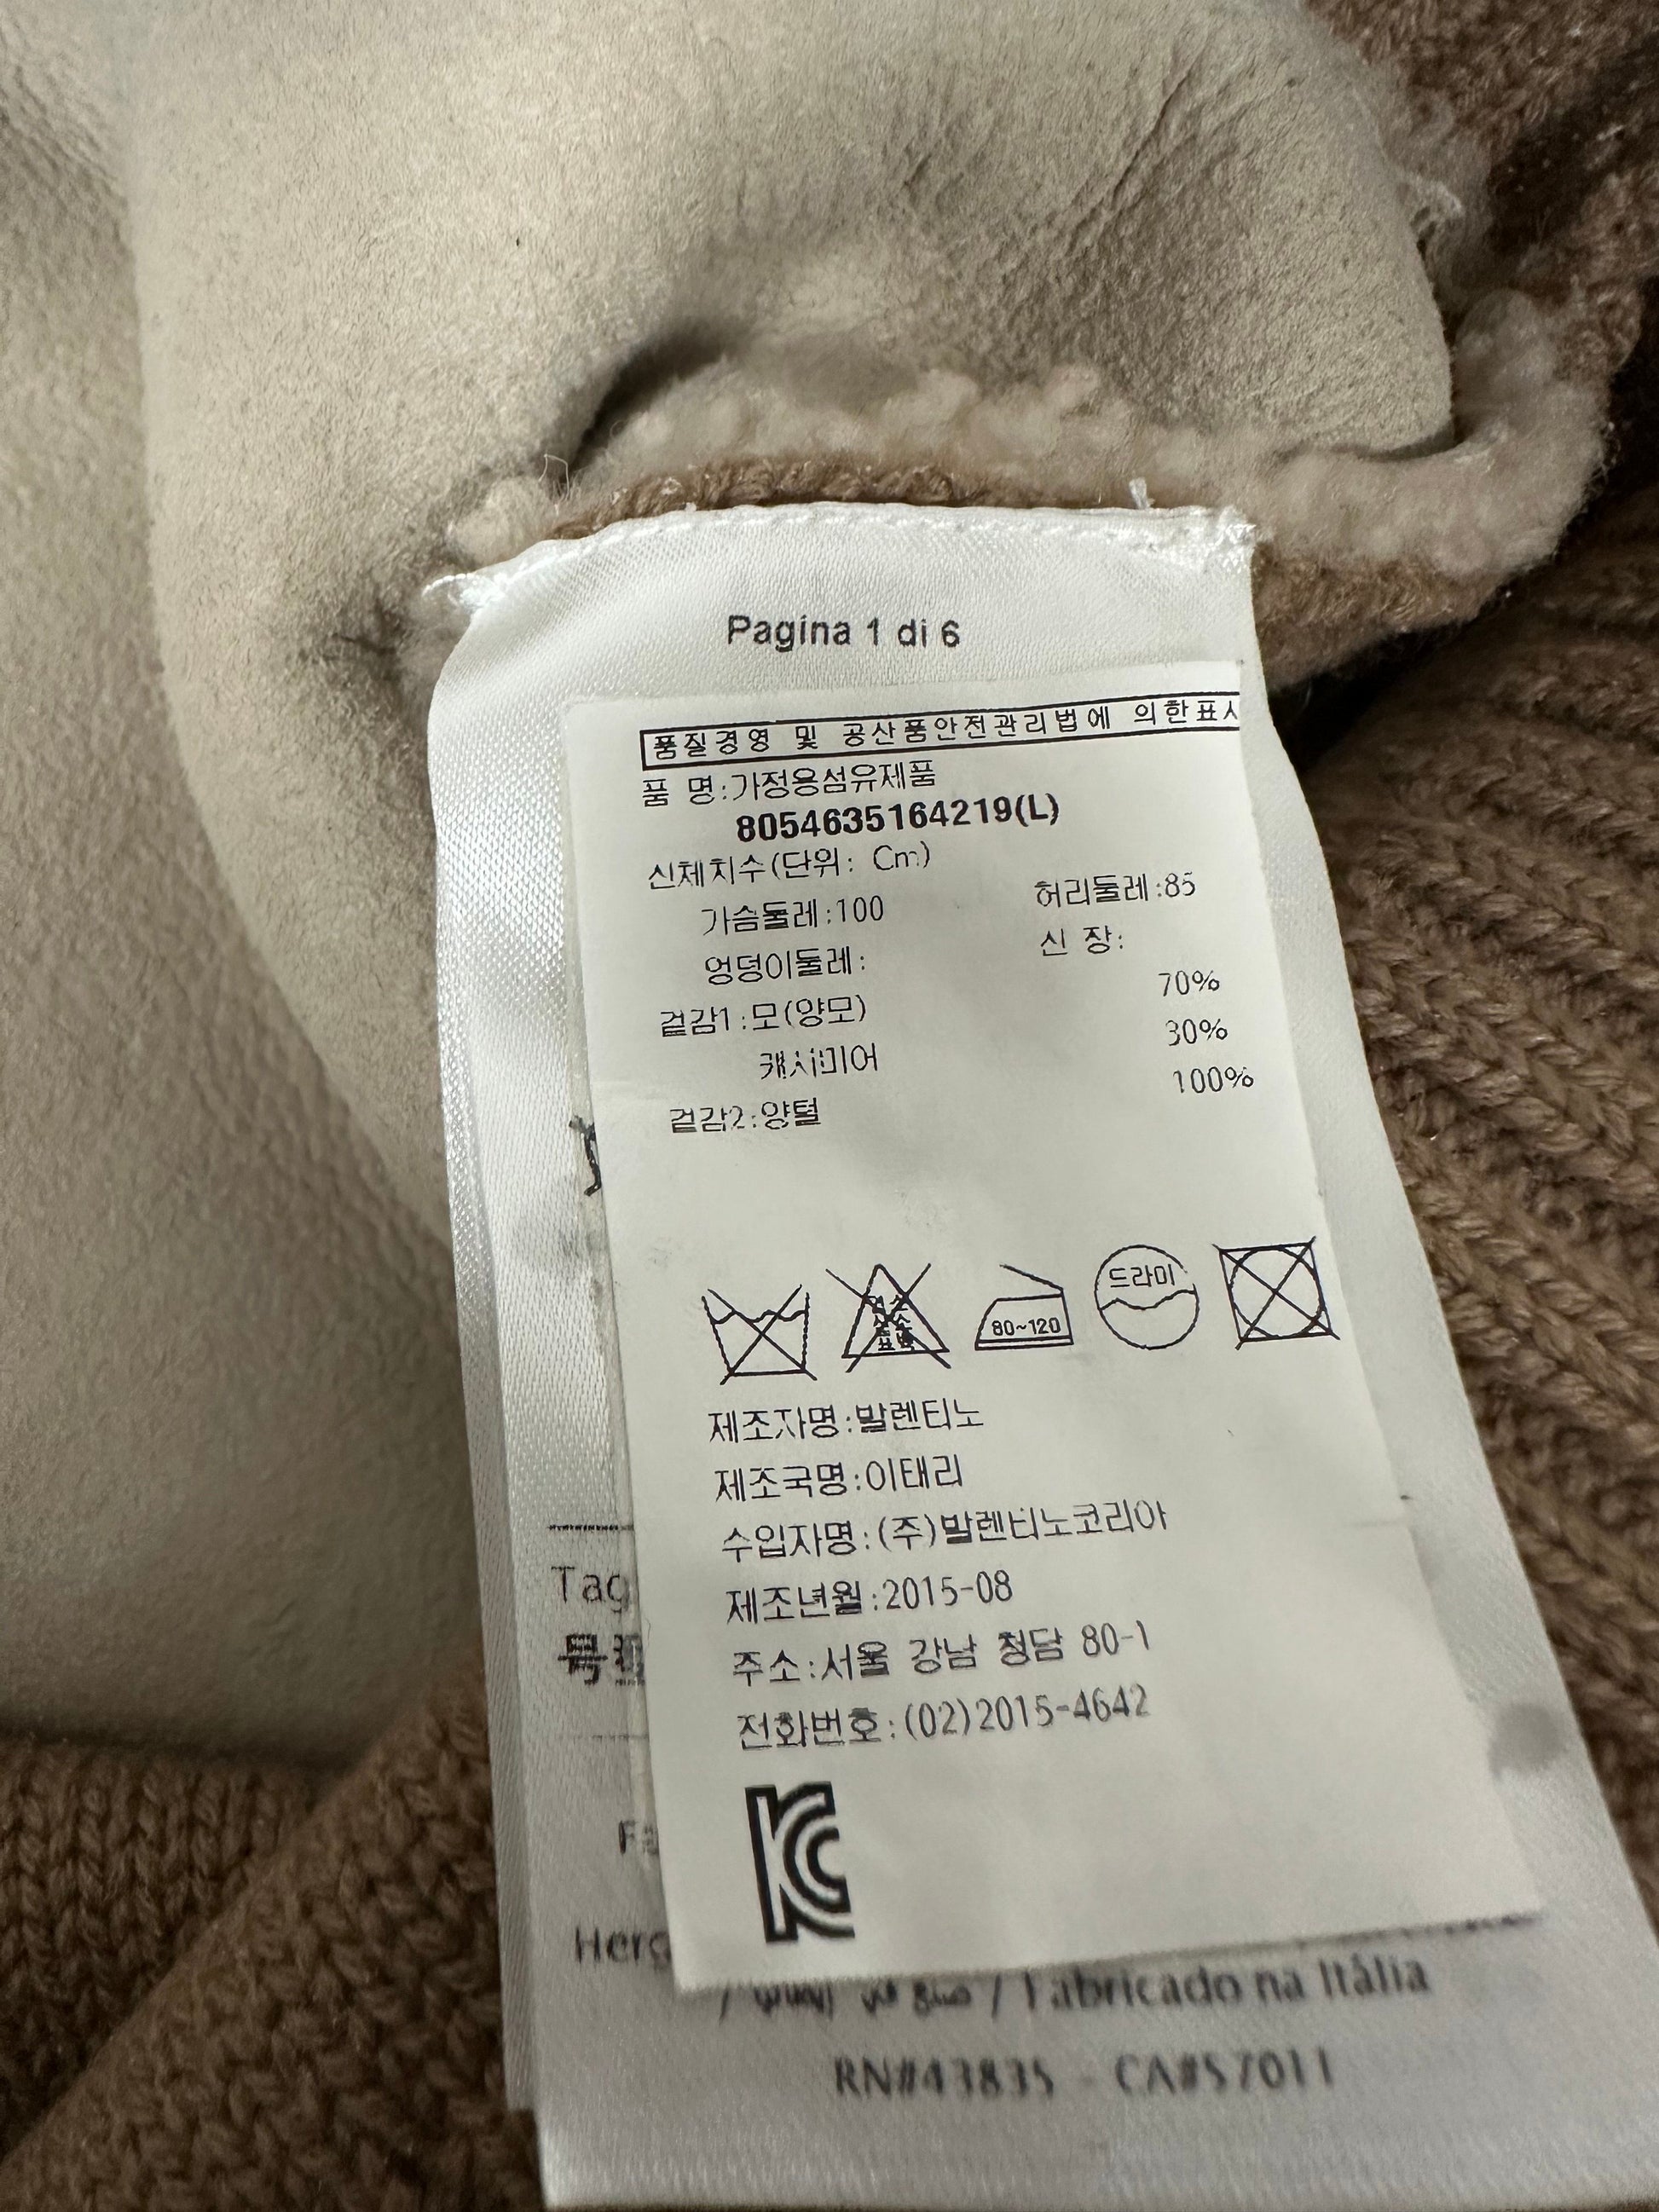 Pagina 1 di 6
품질경영 및 공산품안전관리법에 의한표시
품 명:가정용섬유제품
8054635164219(L)
신체치수(단위: Cm)
가슴둘레:100 허리둘레:85
엉덩이둘레: 신 장:
겉감1:모(양모) 70%
캐시미어 30%
겉감2:양털 100%
80~120
드라미
제조자명:발렌티노
제조국명:이태리
수입자명:(주)발렌티노코리아
제조년월:2015-08
주소:서울 강남 청담 80-1
전화번호:(02)2015-4642
Tag
号型
Fa
Herg
/ Fabricado na Itália
RN#43835 - CA#57011